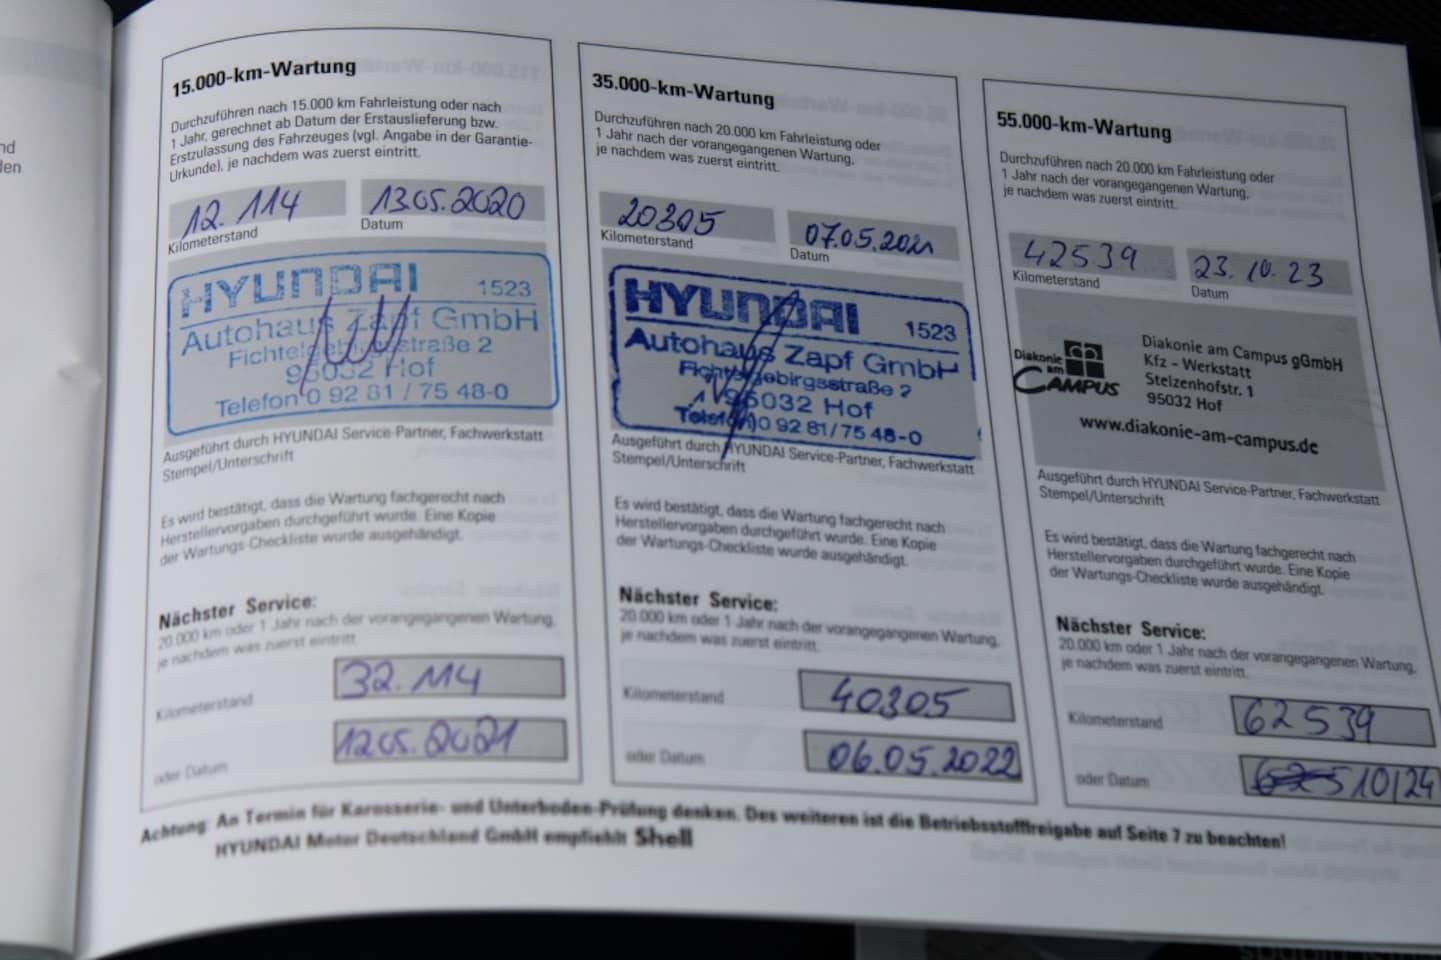 nd
den
15.000-km-Wartung
Durchzuführen nach 15.000 km Fahrleistung oder nach
1 Jahr, gerechnet ab Datum der Erstauslieferung bzw.
Erstzulassung des Fahrzeuges (vgl. Angabe in der Garantie-
Urkunde), je nachdem was zuerst eintritt.
12.114 13.05.2020
Kilometerstand Datum
HYUNDAI 1523
Autohaus Zapf GmbH
Fichtelgebirgsstraße 2
95032 Hof
Telefon 0 92 81 / 75 48-0
Ausgeführt durch HYUNDAI Service-Partner, Fachwerkstatt
Stempel/Unterschrift
Es wird bestätigt, dass die Wartung fachgerecht nach
Herstellervorgaben durchgeführt wurde. Eine Kopie
der Wartungs-Checkliste wurde ausgehändigt.
Nächster Service:
20.000 km oder 1 Jahr nach der vorangegangenen Wartung,
je nachdem was zuerst eintritt.
Kilometerstand 32.114
oder Datum 12.05.2021
35.000-km-Wartung
Durchzuführen nach 20.000 km Fahrleistung oder
1 Jahr nach der vorangegangenen Wartung,
je nachdem was zuerst eintritt.
20305 07.05.2021
Kilometerstand Datum
HYUNDAI 1523
Autohaus Zapf GmbH
Fichtelgebirgsstraße 2
95032 Hof
Telefon 0 92 81 / 75 48-0
Ausgeführt durch HYUNDAI Service-Partner, Fachwerkstatt
Stempel/Unterschrift
Es wird bestätigt, dass die Wartung fachgerecht nach
Herstellervorgaben durchgeführt wurde. Eine Kopie
der Wartungs-Checkliste wurde ausgehändigt.
Nächster Service:
20.000 km oder 1 Jahr nach der vorangegangenen Wartung,
je nachdem was zuerst eintritt.
Kilometerstand 40305
oder Datum 06.05.2022
55.000-km-Wartung
Durchzuführen nach 20.000 km Fahrleistung oder
1 Jahr nach der vorangegangenen Wartung,
je nachdem was zuerst eintritt.
42539 23.10.23
Kilometerstand Datum
Diakonie
am
CAMPUS
Diakonie am Campus gGmbH
Kfz - Werkstatt
Stelzenhofstr. 1
95032 Hof
www.diakonie-am-campus.de
Ausgeführt durch HYUNDAI Service-Partner, Fachwerkstatt
Stempel/Unterschrift
Es wird bestätigt, dass die Wartung fachgerecht nach
Herstellervorgaben durchgeführt wurde. Eine Kopie
der Wartungs-Checkliste wurde ausgehändigt.
Nächster Service:
20.000 km oder 1 Jahr nach der vorangegangenen Wartung,
je nachdem was zuerst eintritt.
Kilometerstand 62539
oder Datum 10/24
Achtung: An Termin für Karosserie- und Unterboden-Prüfung denken. Des weiteren ist die Betriebsstofffreigabe auf Seite 7 zu beachten!
HYUNDAI Motor Deutschland GmbH empfiehlt Shell